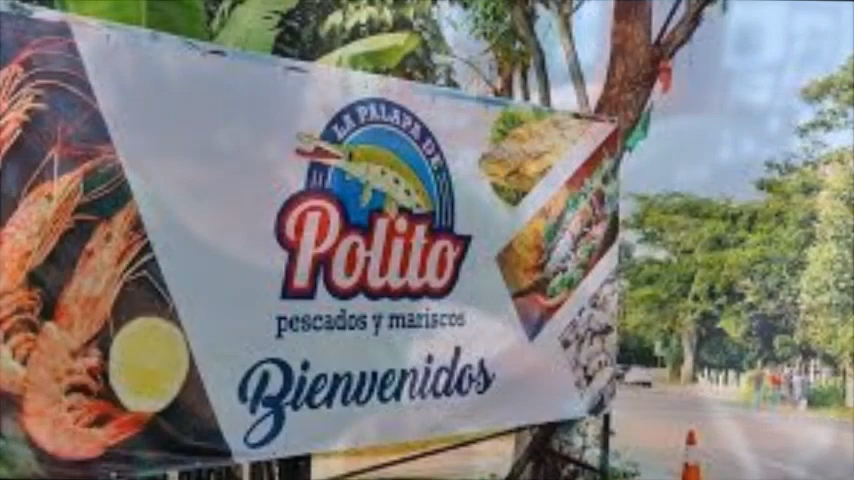 LA PALAPA DE
Polito
pescados y mariscos
Bienvenidos